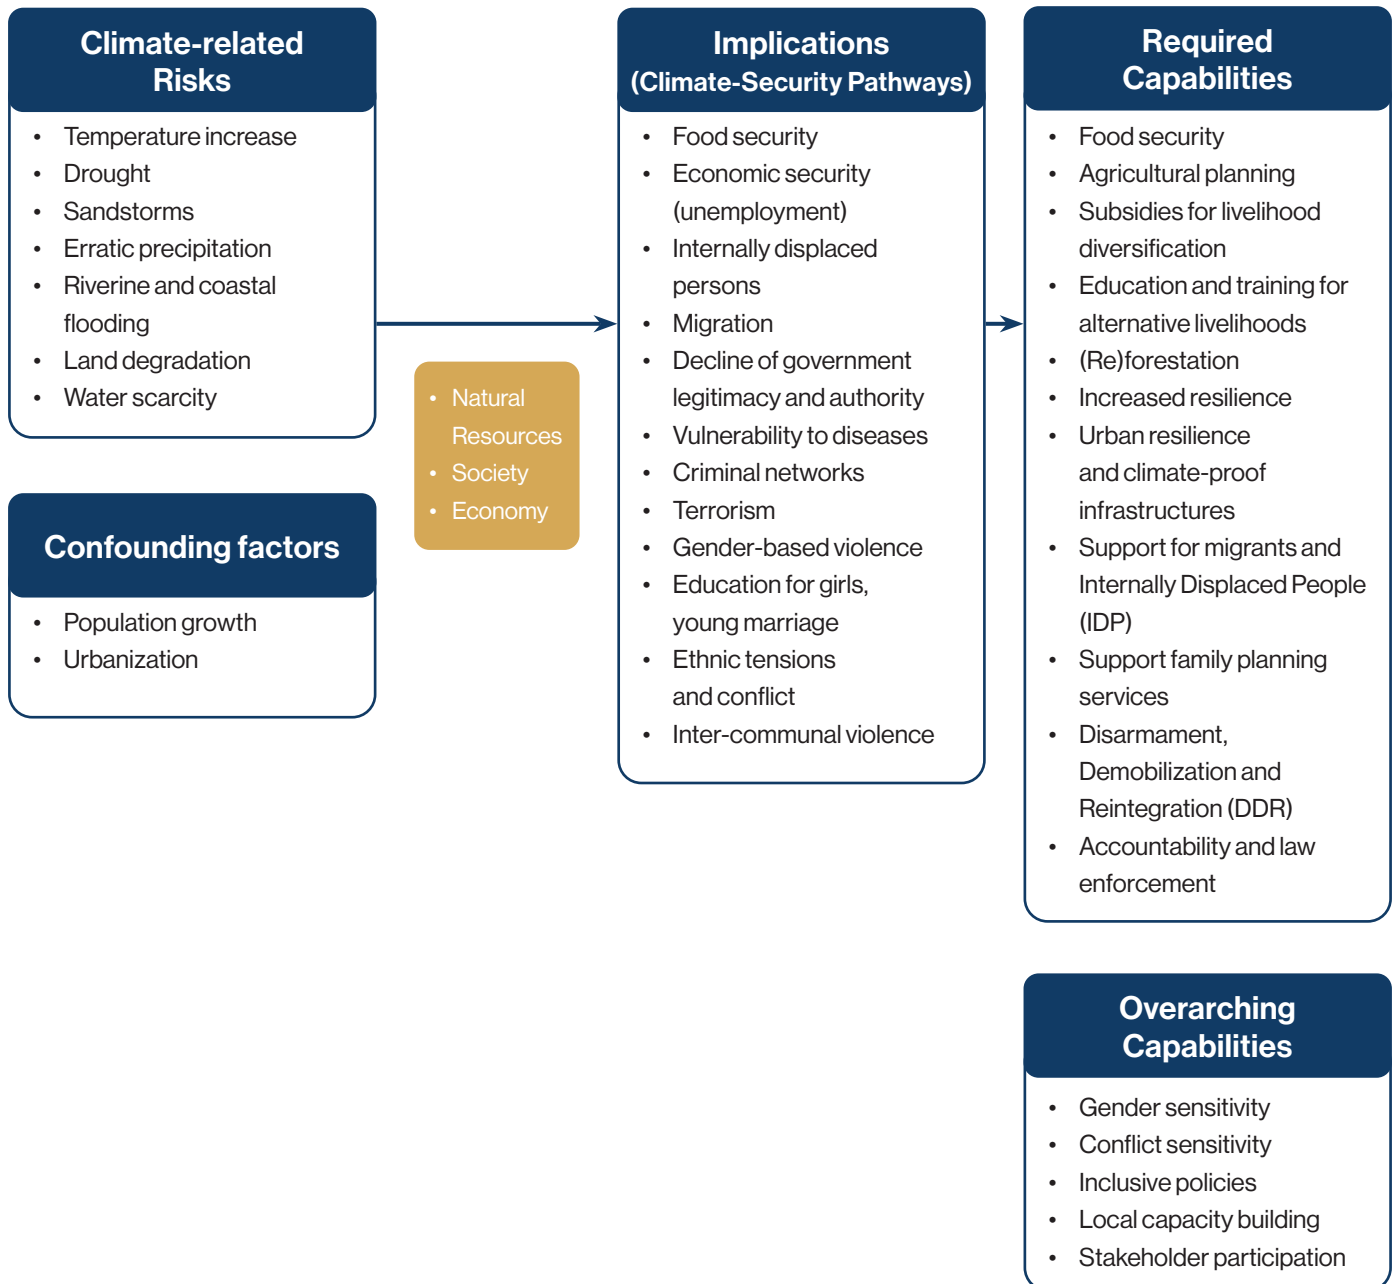 Climate-related
Risks
• Temperature increase
• Drought
• Sandstorms
• Erratic precipitation
• Riverine and coastal
flooding
• Land degradation
• Water scarcity
Confounding factors
• Population growth
• Urbanization
• Natural
Resources
• Society
• Economy
Implications
(Climate-Security Pathways)
• Food security
• Economic security
(unemployment)
• Internally displaced
persons
• Migration
• Decline of government
legitimacy and authority
• Vulnerability to diseases
• Criminal networks
• Terrorism
• Gender-based violence
• Education for girls,
young marriage
• Ethnic tensions
and conflict
• Inter-communal violence
Required
Capabilities
• Food security
• Agricultural planning
• Subsidies for livelihood
diversification
• Education and training for
alternative livelihoods
• (Re)forestation
• Increased resilience
• Urban resilience
and climate-proof
infrastructures
• Support for migrants and
Internally Displaced People
(IDP)
• Support family planning
services
• Disarmament,
Demobilization and
Reintegration (DDR)
• Accountability and law
enforcement
Overarching
Capabilities
• Gender sensitivity
• Conflict sensitivity
• Inclusive policies
• Local capacity building
• Stakeholder participation